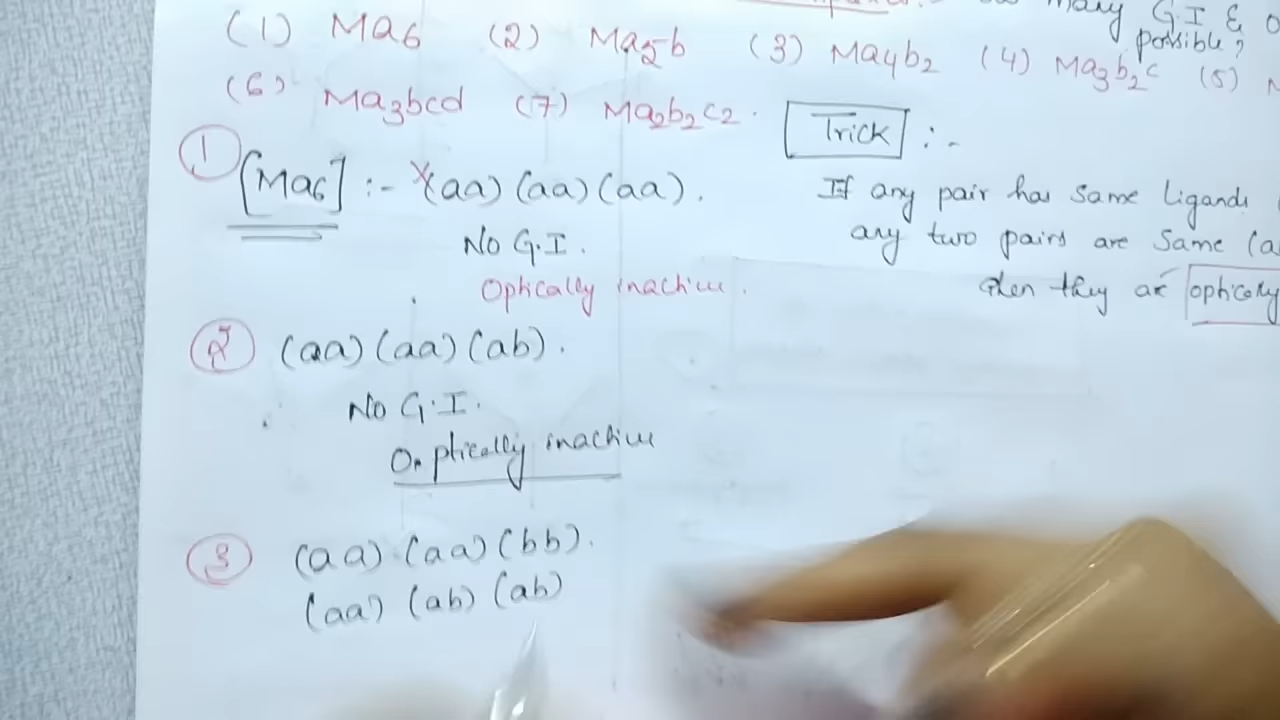 many G.I &
(1) Ma6 (2) Ma5b (3) Ma4b2 (4) Ma3b2c (5)
possible?
(6) Ma3bcd (7) Ma2b2c2.
Trick :-
1 [Ma6] :- (aa) (aa) (aa).
If any pair has same Ligands
any two pairs are same
No G.I.
then they are optically
Optically inactive.
2 (aa) (aa) (ab).
No G.I.
Optically inactive
3 (aa) (aa) (bb).
(aa) (ab) (ab)